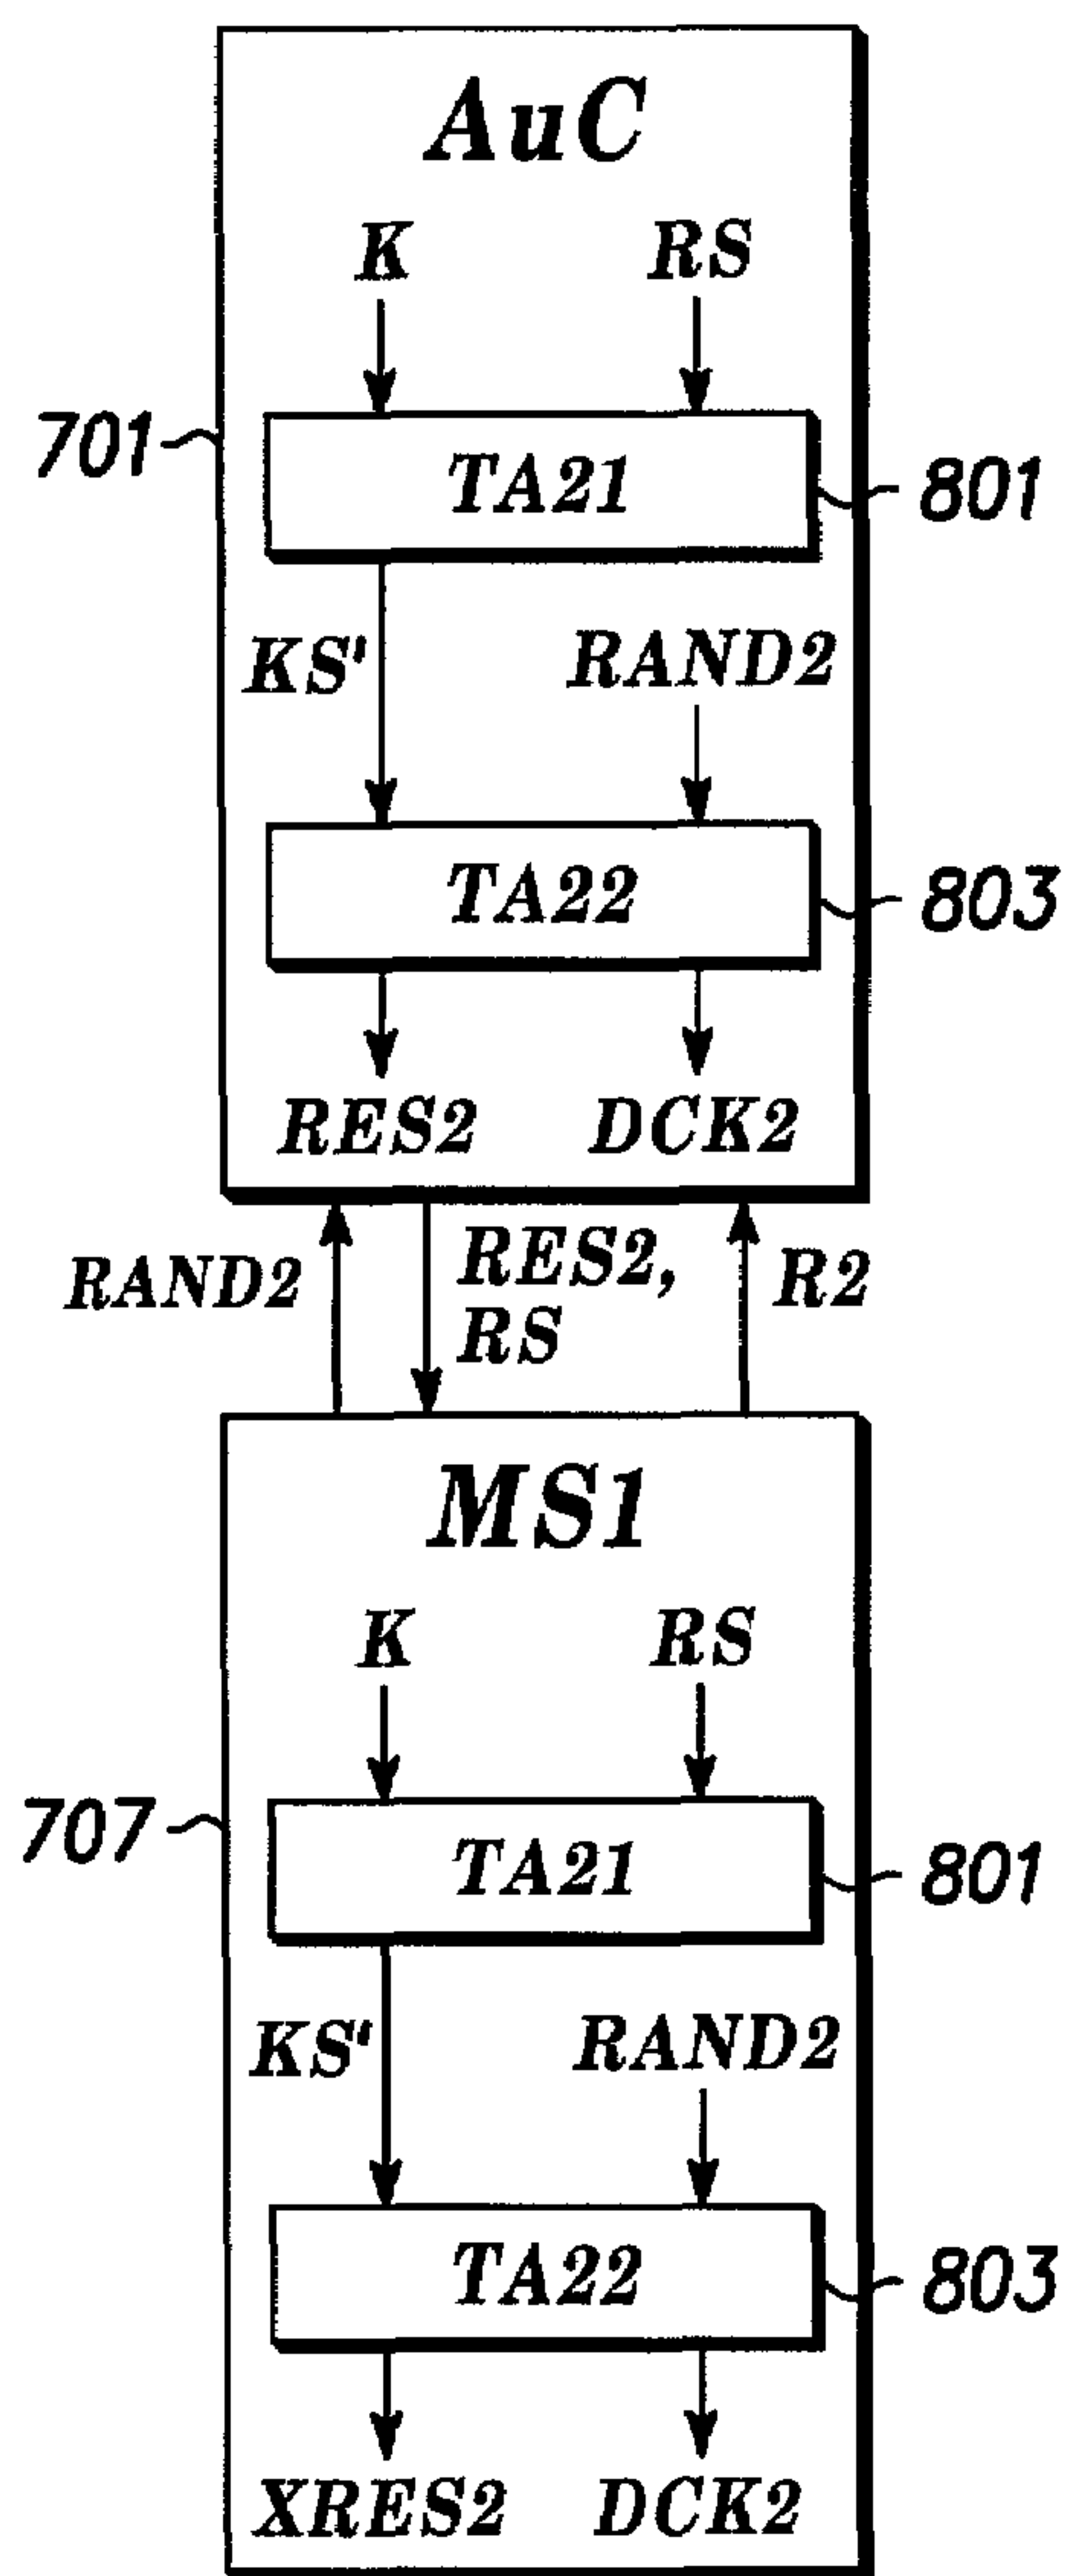 AuC
K RS
701
TA21
801
KS' RAND2
TA22
803
RES2 DCK2
RAND2
RES2,
RS
R2
MS1
K RS
707
TA21
801
KS' RAND2
TA22
803
XRES2 DCK2